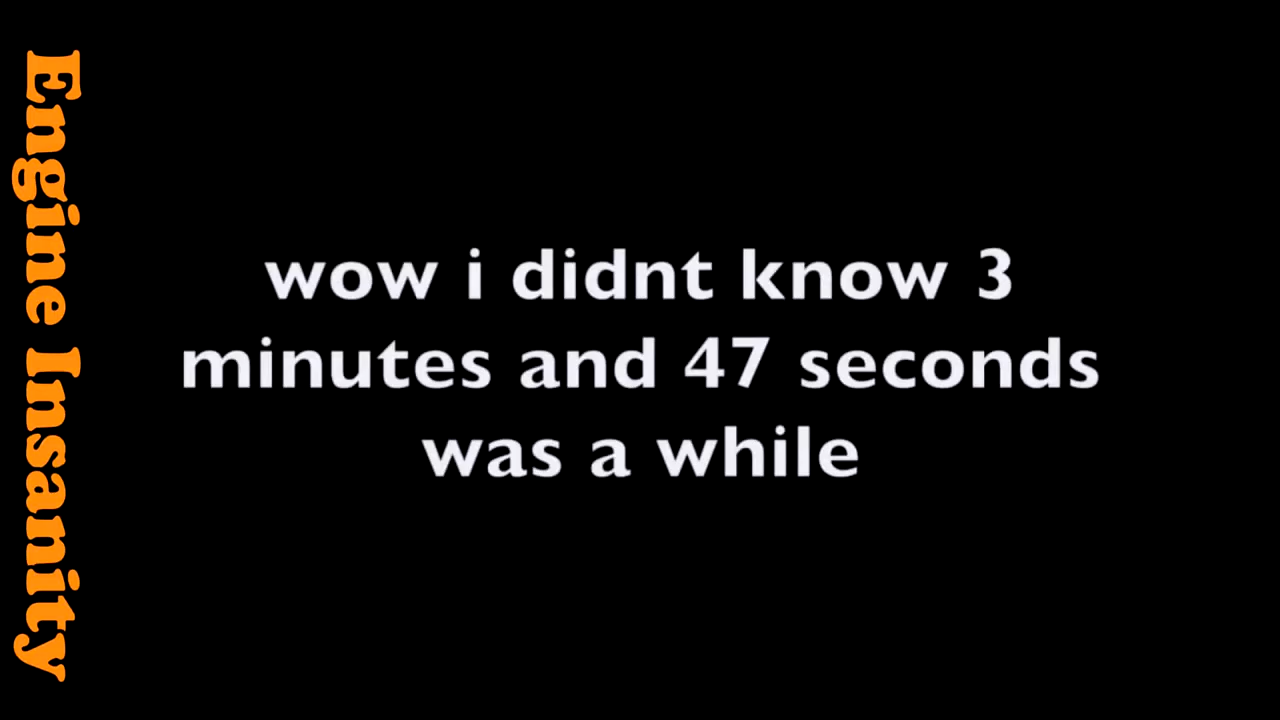 Engine Insanity
wow i didnt know 3
minutes and 47 seconds
was a while